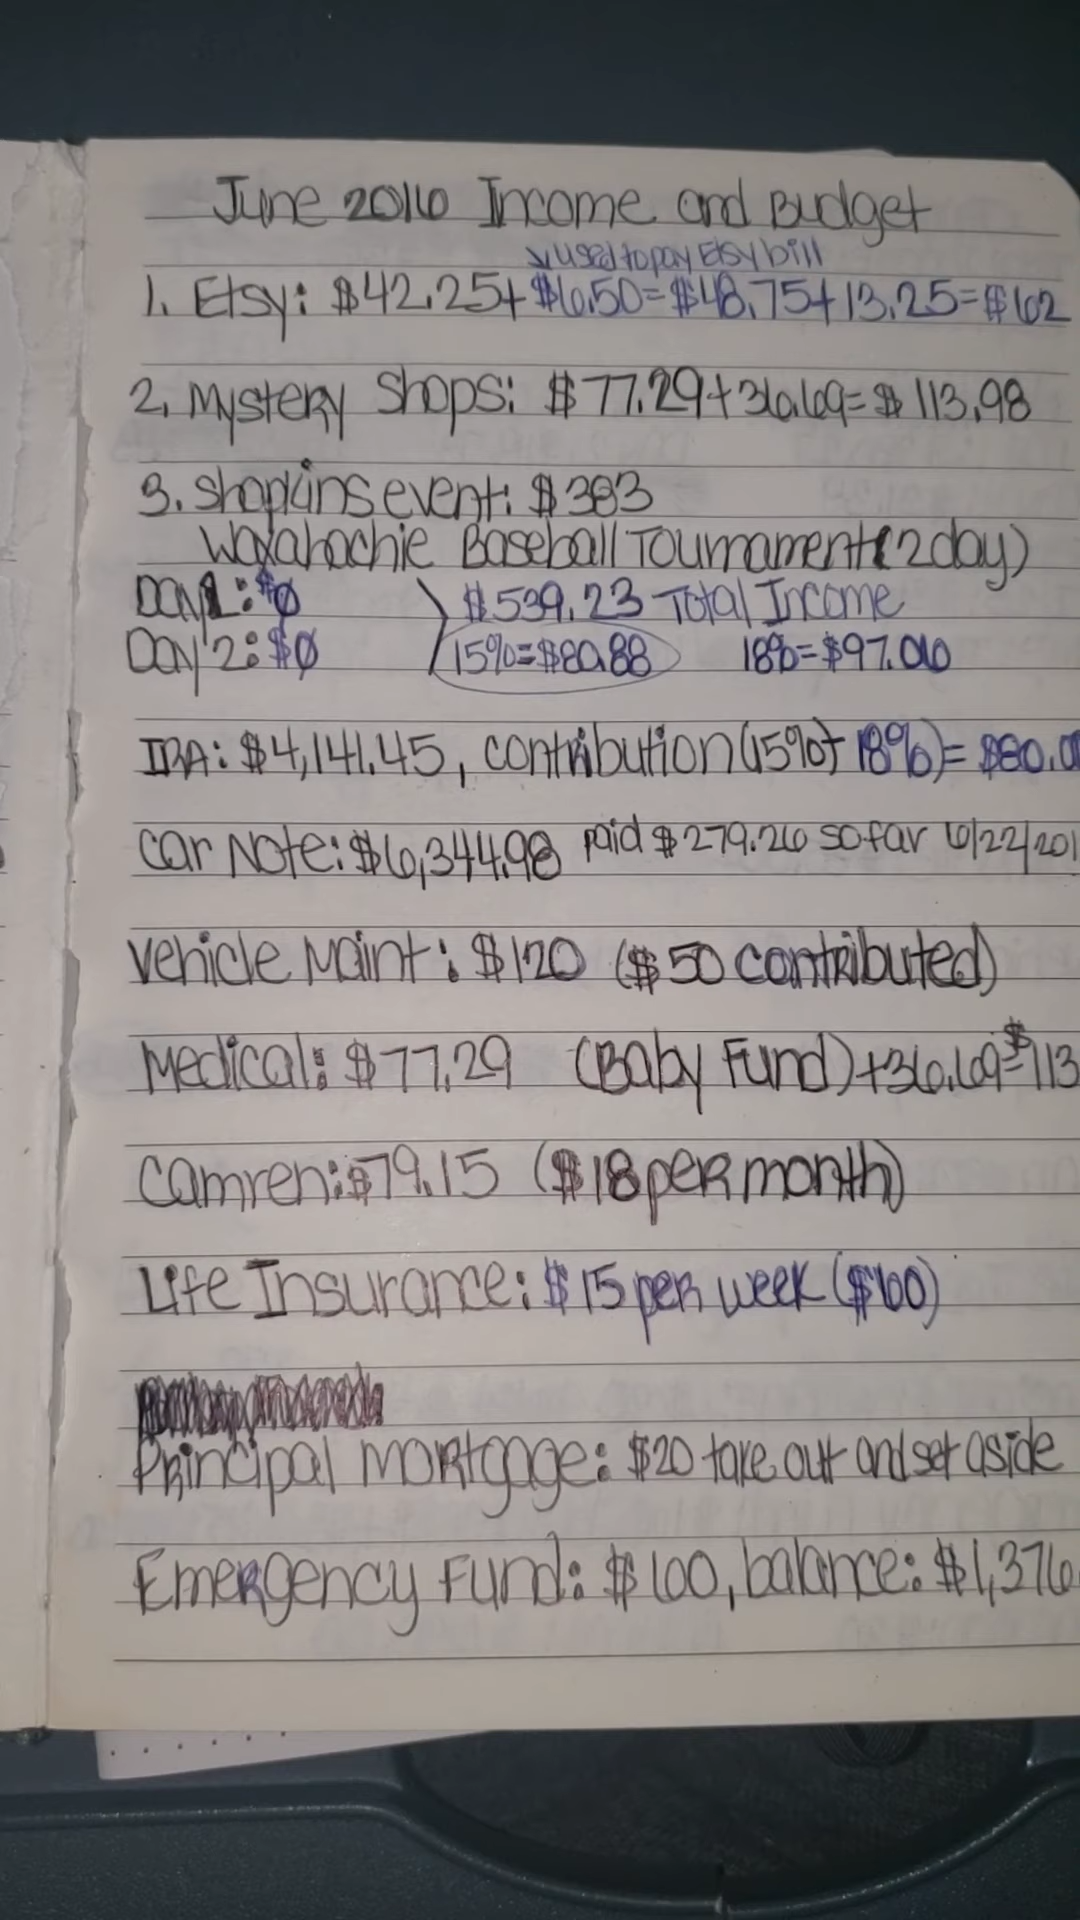 June 2016 Income and Budget
↘ used to pay Etsy bill
1. Etsy: $42.25+$6.50=$48.75+13.25=$62
2. Mystery Shops: $77.29+36.69=$113.98
3. Shopkins event: $383
Waxahachie Baseball Tournament (2 day)
Day 1: $0 $539.23 Total Income
Day 2: $0 15%=$80.88 18%=$97.06
IRA: $4,141.45, contribution (15%+18%)= $80.0
Car Note: $6,344.98 paid $279.26 so far 6/22/201
Vehicle Maint: $120 ($50 contributed)
Medical: $77.29 (Baby Fund)+36.69=$113
Camren: $79.15 ($18 per month)
Life Insurance: $15 per week ($60)
Principal Mortgage: $20 take out and set aside
Emergency Fund: $100, balance: $1,376